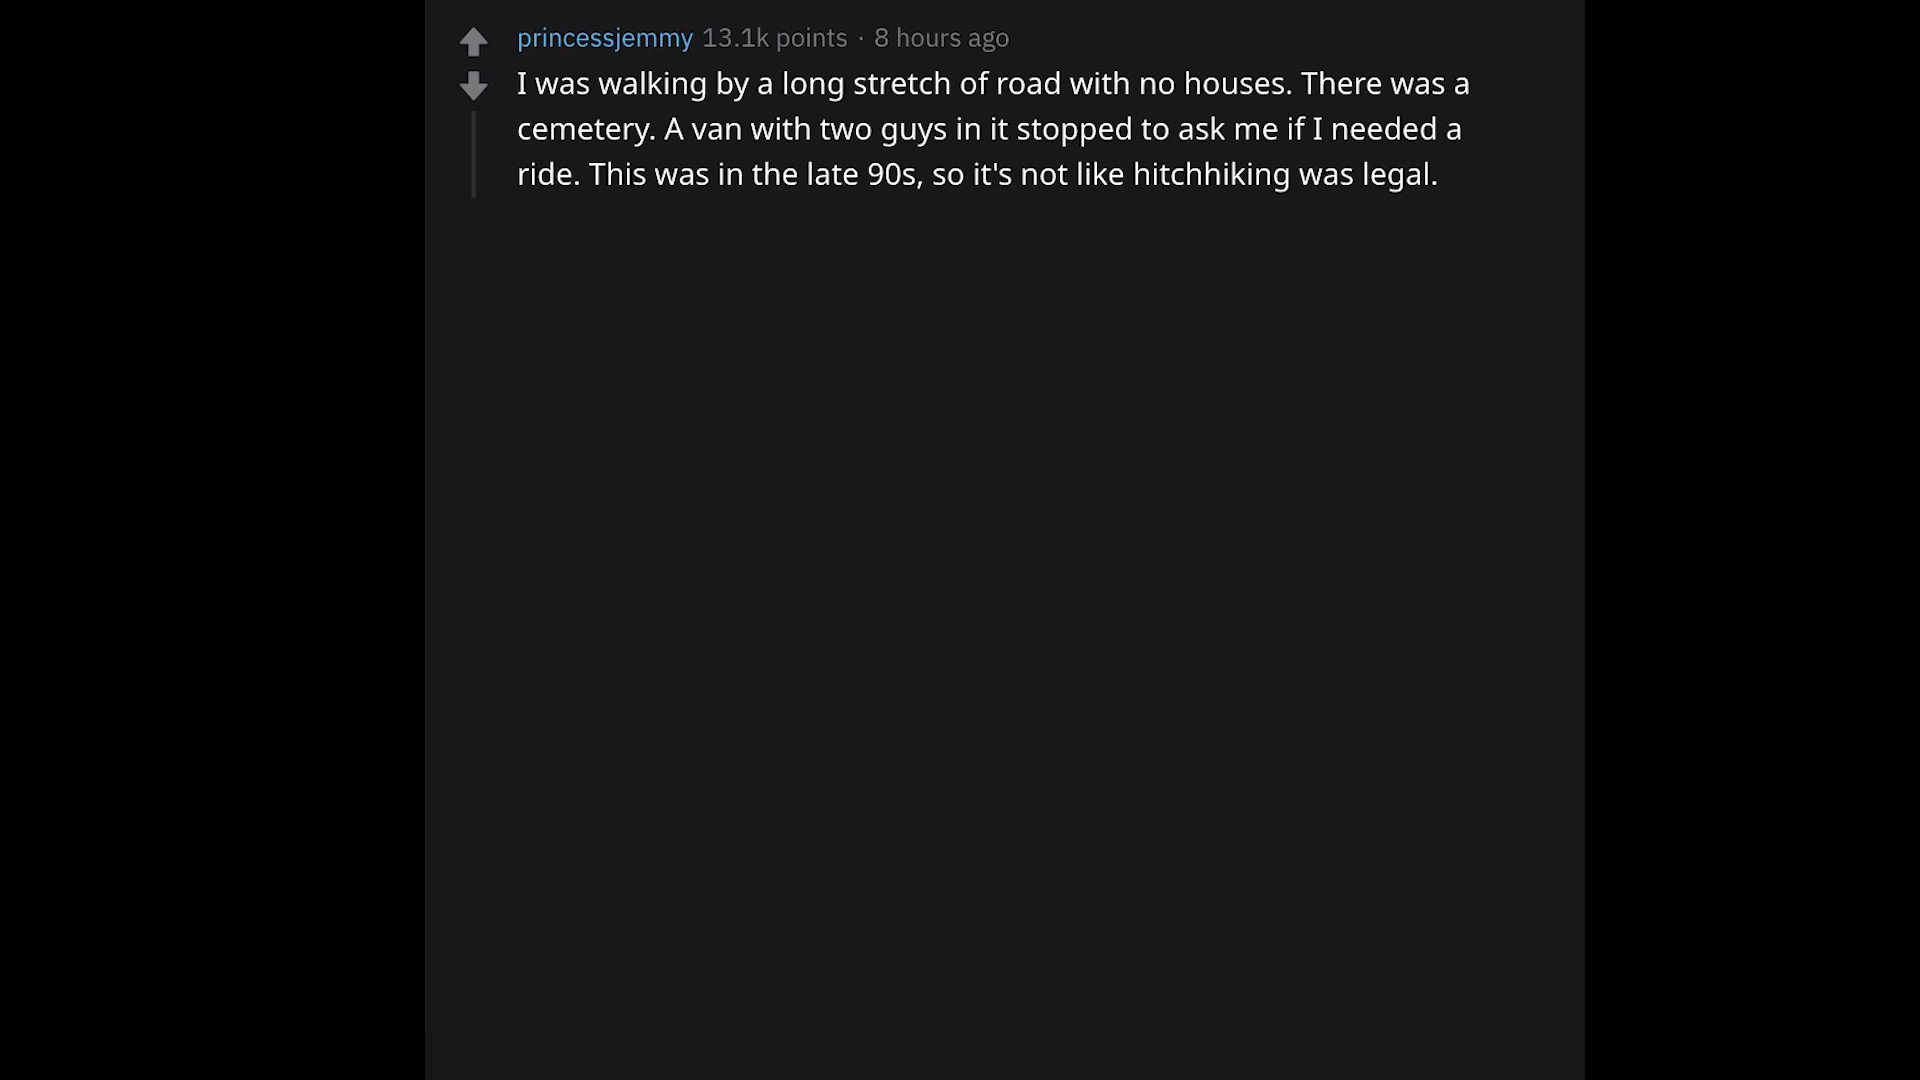 princessjemmy 13.1k points · 8 hours ago
I was walking by a long stretch of road with no houses. There was a
cemetery. A van with two guys in it stopped to ask me if I needed a
ride. This was in the late 90s, so it's not like hitchhiking was legal.